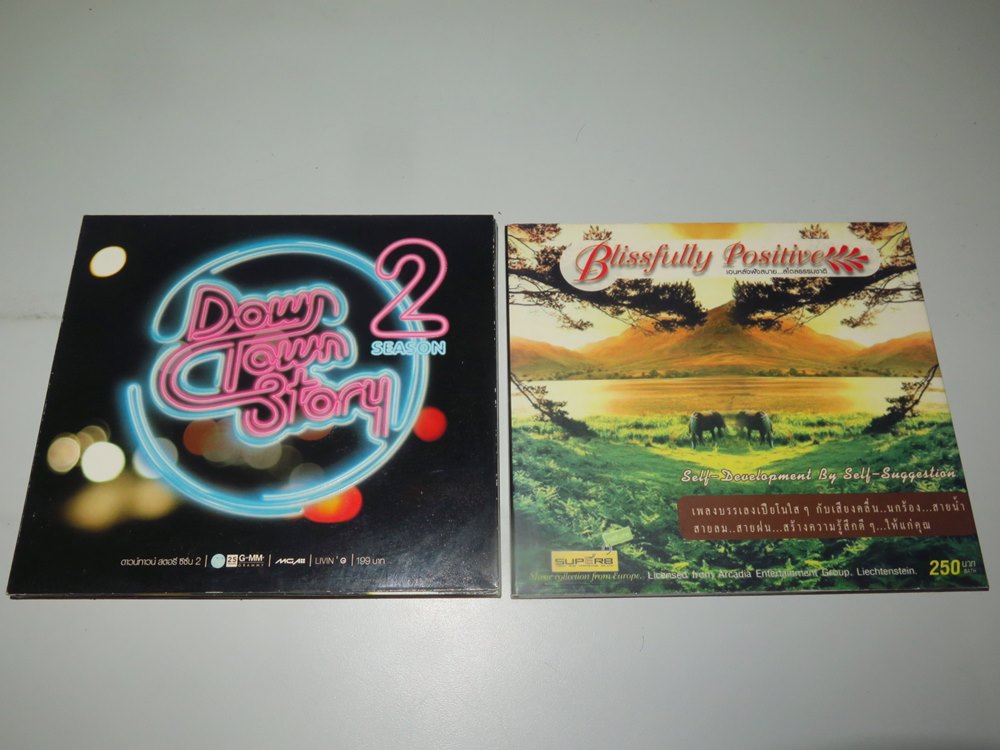 Down
Town
Story
2
SEASON
ดาวน์ทาวน์ สตอรี่ ซีซั่น 2 | 25 G-MM' GRAMMY | MGA | LIVIN' G | 199 บาท
Blissfully Positive
เอนหลังฟังสบาย...สไตล์ธรรมชาติ
Self-Development By Self-Suggestion
เพลงบรรเลงเปียโนใส ๆ กับเสียงคลื่น..นกร้อง...สายน้ำ
สายลม..สายฝน...สร้างความรู้สึกดี ๆ...ให้แก่คุณ
SUPERB
collection from Europe. Licensed from Arcadia Entertainment Group. Liechtenstein.
250 บาท
BATH